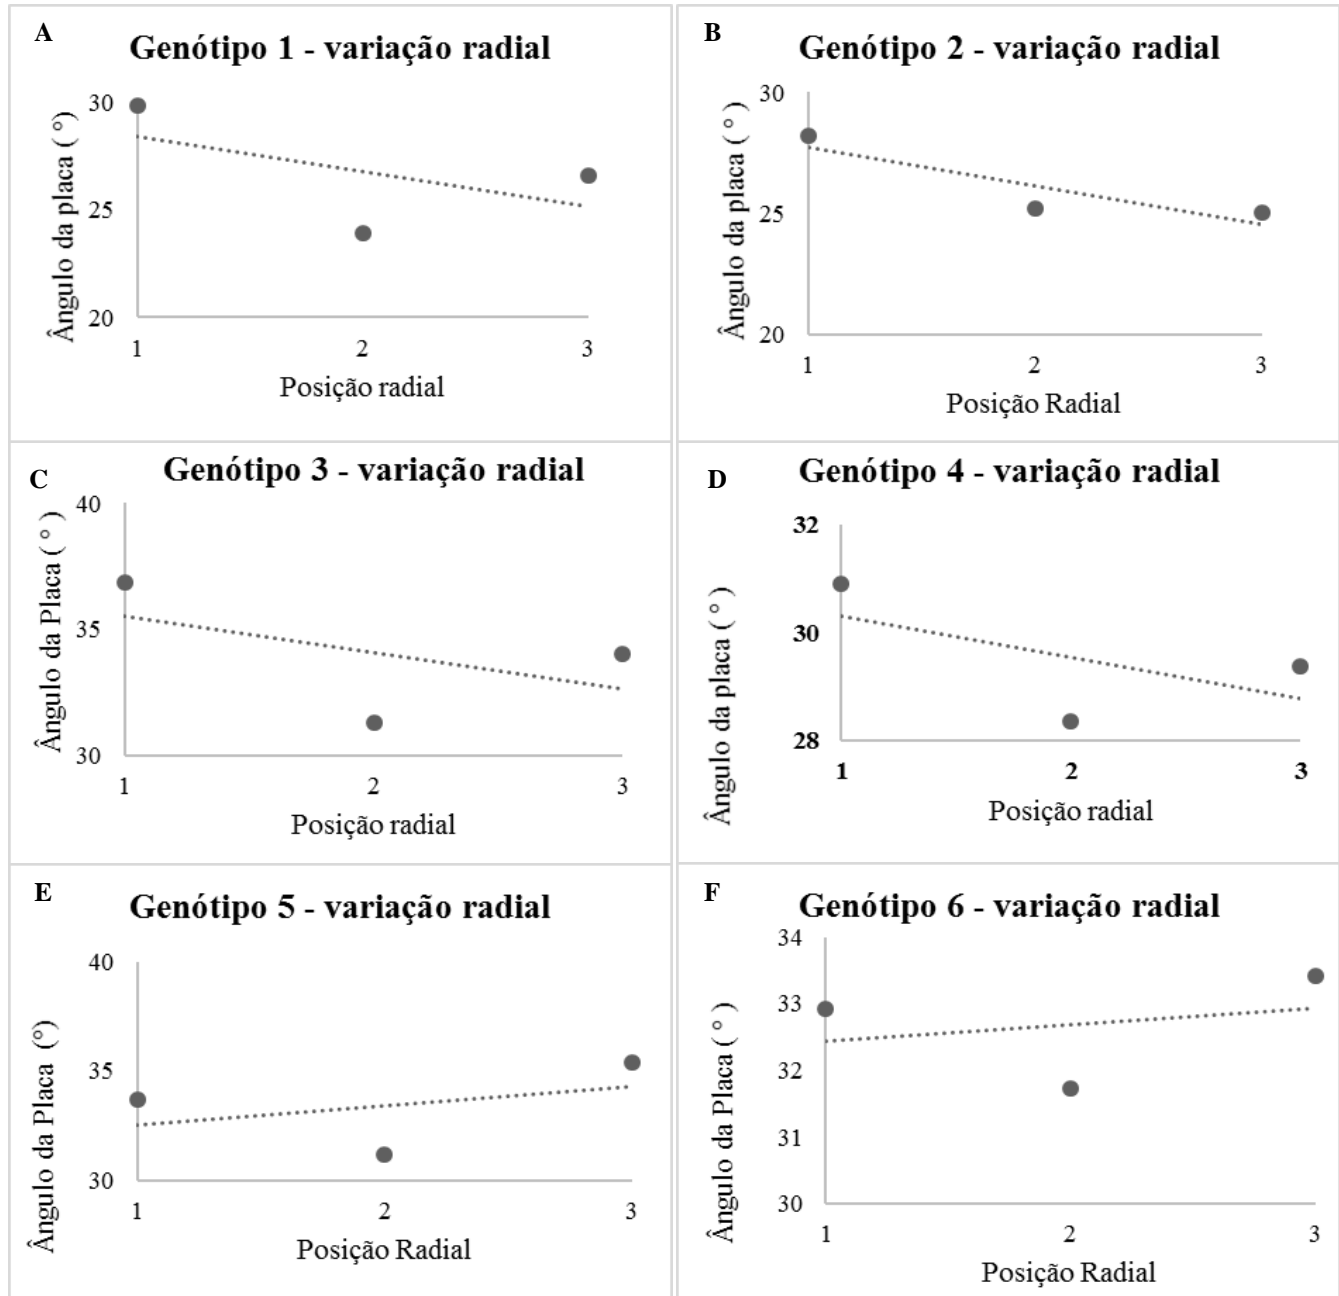 A
Genótipo 1 - variação radial
Ângulo da placa ( °)
30
25
20
1 2 3
Posição radial
B
Genótipo 2 - variação radial
Ângulo da placa ( ° )
30
25
20
1 2 3
Posição Radial
C
Genótipo 3 - variação radial
Ângulo da Placa ( ° )
40
35
30
1 2 3
Posição radial
D
Genótipo 4 - variação radial
Ângulo da placa ( ° )
32
30
28
1 2 3
Posição radial
E
Genótipo 5 - variação radial
Ângulo da Placa (°)
40
35
30
1 2 3
Posição Radial
F
Genótipo 6 - variação radial
Ângulo da Placa ( ° )
34
33
32
31
30
1 2 3
Posição Radial